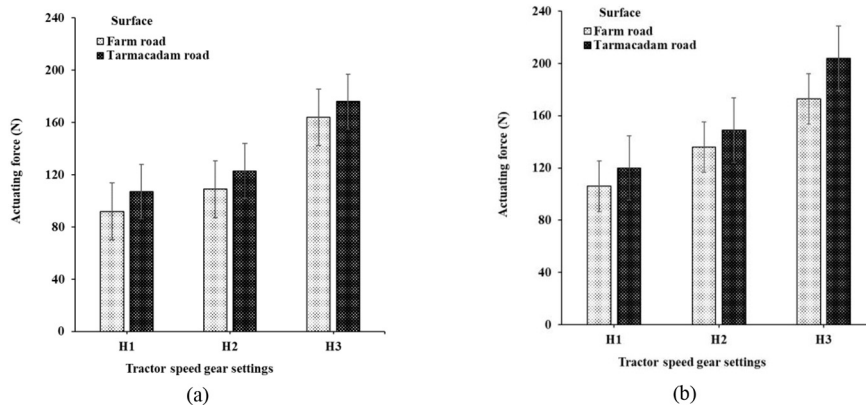 240
200
160
120
80
40
0
Actuating force (N)
Surface
Farm road
Tarmacadam road
H1 H2 H3
Tractor speed gear settings
(a)
240
200
160
120
80
40
0
Actuating force (N)
Surface
Farm road
Tarmacadam road
H1 H2 H3
Tractor speed gear settings
(b)